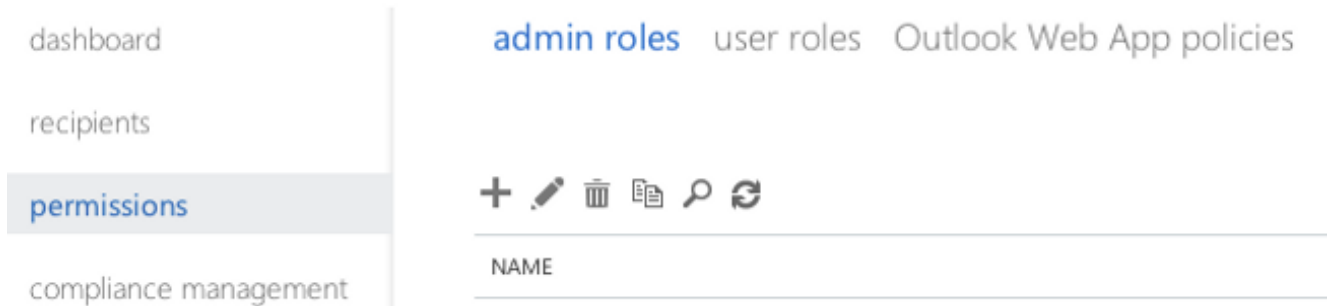 dashboard
recipients
permissions
compliance management
admin roles user roles Outlook Web App policies
NAME